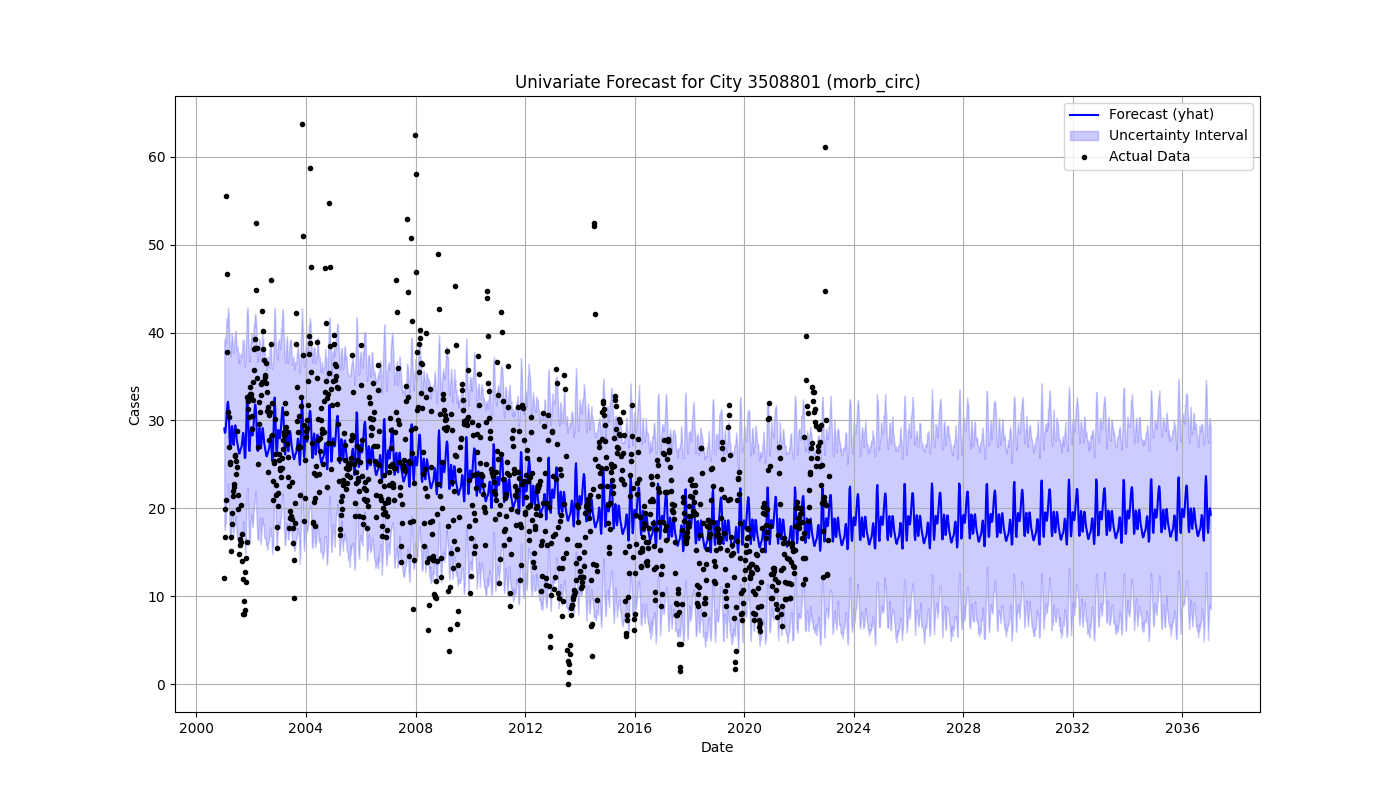 Univariate Forecast for City 3508801 (morb_circ)
Forecast (yhat)
Uncertainty Interval
Actual Data
Cases
60
50
40
30
20
10
0
2000 2004 2008 2012 2016 2020 2024 2028 2032 2036
Date